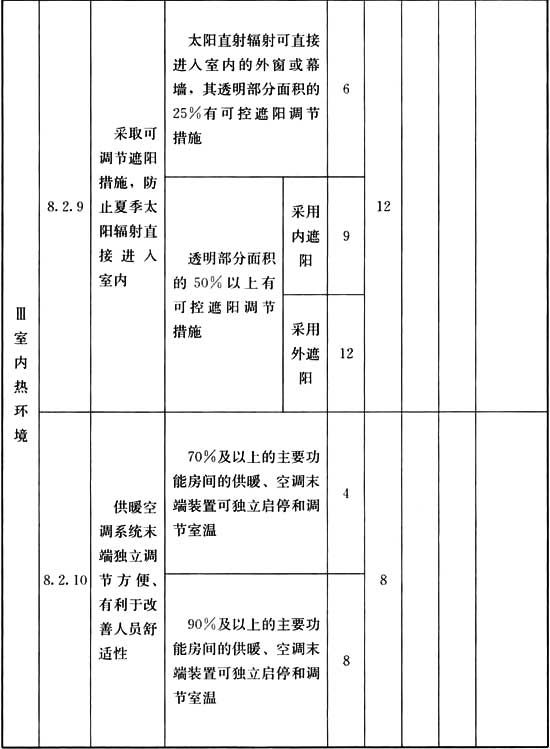 Ⅲ
室
内
热
环
境
8.2.9
采取可
调节遮阳
措施，防
止夏季太
阳辐射直
接进入
室内
太阳直射辐射可直接
进入室内的外窗或幕
墙，其透明部分面积的
25%有可控遮阳调节
措施
6
透明部分面积
的50%以上有
可控遮阳调节
措施
采用
内遮
阳
9
采用
外遮
阳
12
12
8.2.10
供暖空
调系统末
端独立调
节方便、
有利于改
善人员舒
适性
70%及以上的主要功
能房间的供暖、空调末
端装置可独立启停和调
节室温
4
90%及以上的主要功
能房间的供暖、空调末
端装置可独立启停和调
节室温
8
8